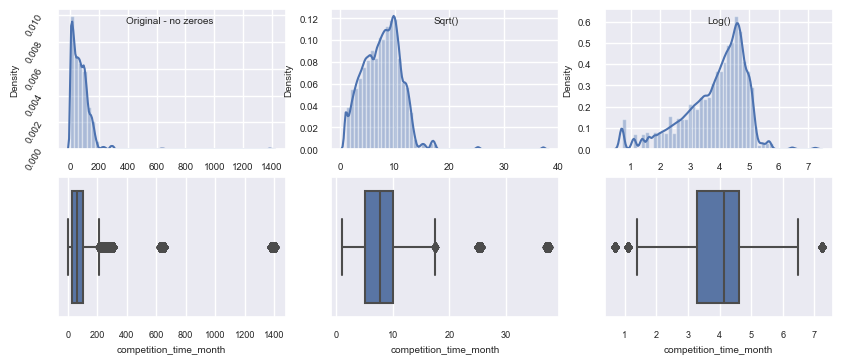 Original - no zeroes
Density
0.010
0.008
0.006
0.004
0.002
0.000
0 200 400 600 800 1000 1200 1400
Sqrt()
Density
0.12
0.10
0.08
0.06
0.04
0.02
0.00
0 10 20 30 40
Log()
Density
0.6
0.5
0.4
0.3
0.2
0.1
0.0
1 2 3 4 5 6 7
0 200 400 600 800 1000 1200 1400
competition_time_month
0 10 20 30
competition_time_month
1 2 3 4 5 6 7
competition_time_month